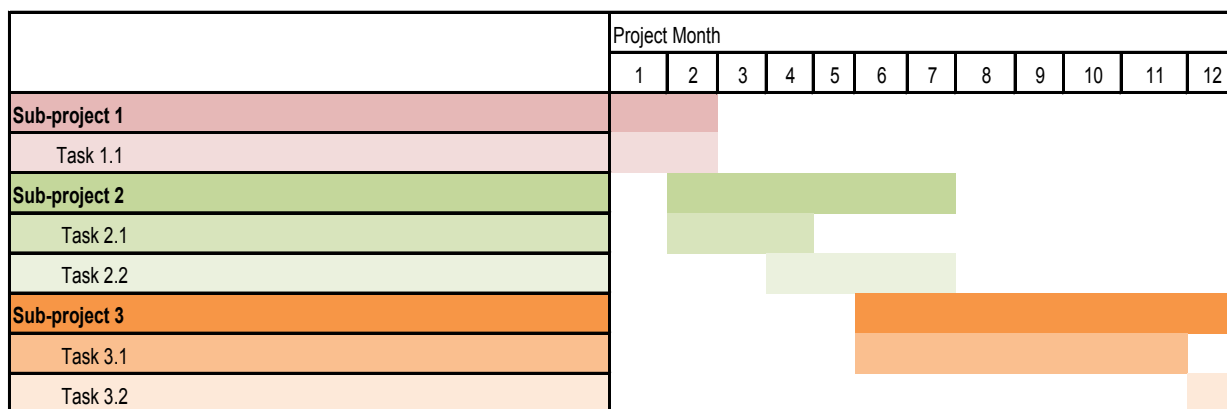 Project Month
1 2 3 4 5 6 7 8 9 10 11 12
Sub-project 1
Task 1.1
Sub-project 2
Task 2.1
Task 2.2
Sub-project 3
Task 3.1
Task 3.2